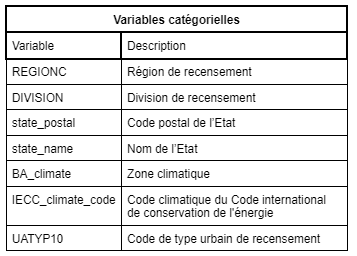 Variables catégorielles
Variable Description
REGIONC Région de recensement
DIVISION Division de recensement
state_postal Code postal de l'Etat
state_name Nom de l'Etat
BA_climate Zone climatique
IECC_climate_code Code climatique du Code international
de conservation de l'énergie
UATYP10 Code de type urbain de recensement